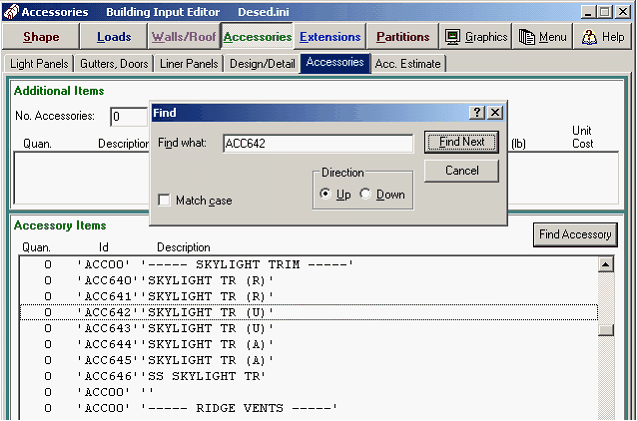 Accessories Building Input Editor Desed.ini
Shape Loads Walls/Roof Accessories Extensions Partitions Graphics Menu Help
Light Panels Gutters, Doors Liner Panels Design/Detail Accessories Acc. Estimate
Additional Items
No. Accessories: 0
Quan. Description (lb) Unit Cost
Find
Find what: ACC642 Find Next
Cancel
Direction
Up Down
Match case
Accessory Items
Find Accessory
Quan. Id Description
0 'ACC00' '----- SKYLIGHT TRIM -----'
0 'ACC640''SKYLIGHT TR (R)'
0 'ACC641''SKYLIGHT TR (R)'
0 'ACC642''SKYLIGHT TR (U)'
0 'ACC643''SKYLIGHT TR (U)'
0 'ACC644''SKYLIGHT TR (A)'
0 'ACC645''SKYLIGHT TR (A)'
0 'ACC646''SS SKYLIGHT TR'
0 'ACC00' ''
0 'ACC00' '----- RIDGE VENTS -----'